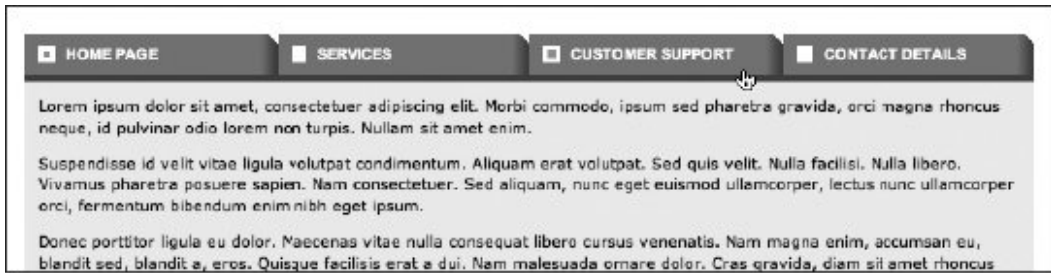 HOME PAGE SERVICES CUSTOMER SUPPORT CONTACT DETAILS
Lorem ipsum dolor sit amet, consectetuer adipiscing elit. Morbi commodo, ipsum sed pharetra gravida, orci magna rhoncus
neque, id pulvinar odio lorem non turpis. Nullam sit amet enim.
Suspendisse id velit vitae ligula volutpat condimentum. Aliquam erat volutpat. Sed quis velit. Nulla facilisi. Nulla libero.
Vivamus pharetra posuere sapien. Nam consectetuer. Sed aliquam, nunc eget euismod ullamcorper, lectus nunc ullamcorper
orci, fermentum bibendum enim nibh eget ipsum.
Donec porttitor ligula eu dolor. Maecenas vitae nulla consequat libero cursus venenatis. Nam magna enim, accumsan eu,
blandit sed, blandit a, eros. Quisque facilisis erat a dui. Nam malesuada ornare dolor. Cras gravida, diam sit amet rhoncus